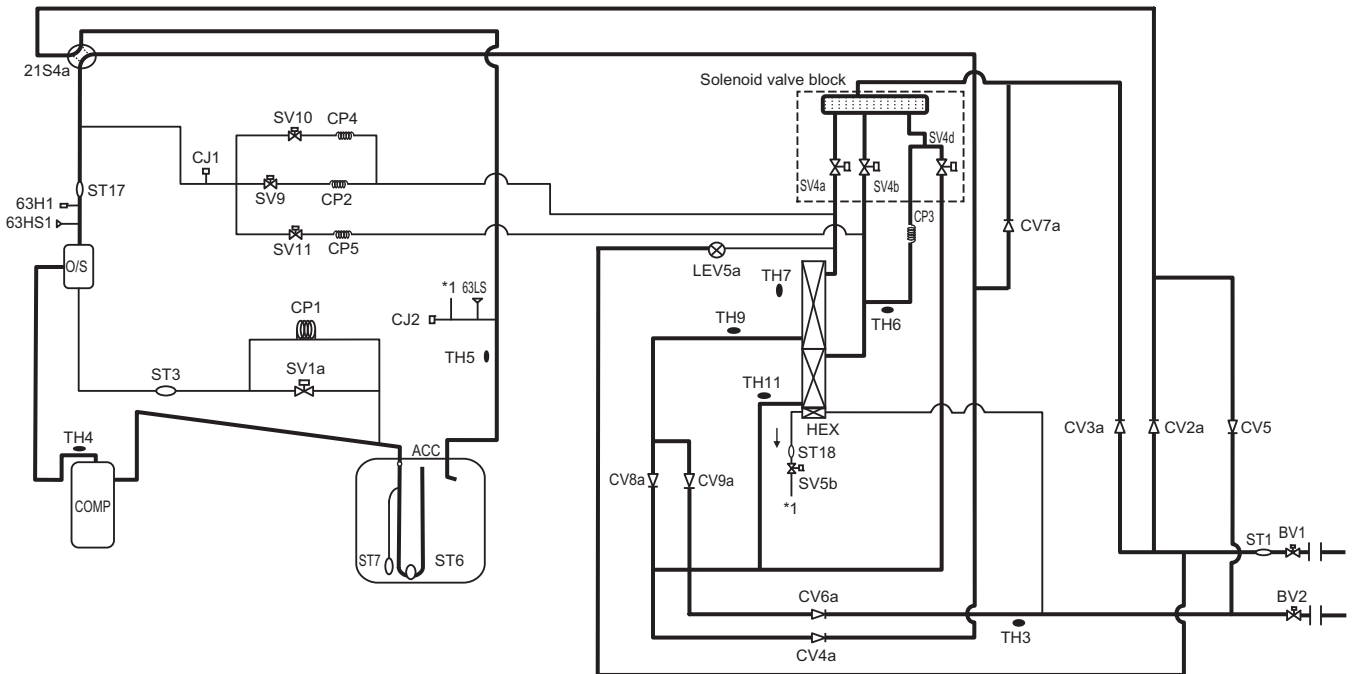 21S4a
Solenoid valve block
SV10
CP4
SV4d
CJ1
ST17
SV9
CP2
SV4a
SV4b
63H1
63HS1
CP3
CV7a
SV11
CP5
O/S
LEV5a
*1
63LS
TH7
CP1
CJ2
TH9
TH6
TH5
ST3
SV1a
TH11
HEX
CV3a
CV2a
CV5
TH4
ACC
ST18
CV8a
CV9a
SV5b
COMP
*1
ST7
ST6
ST1
BV1
CV6a
BV2
TH3
CV4a